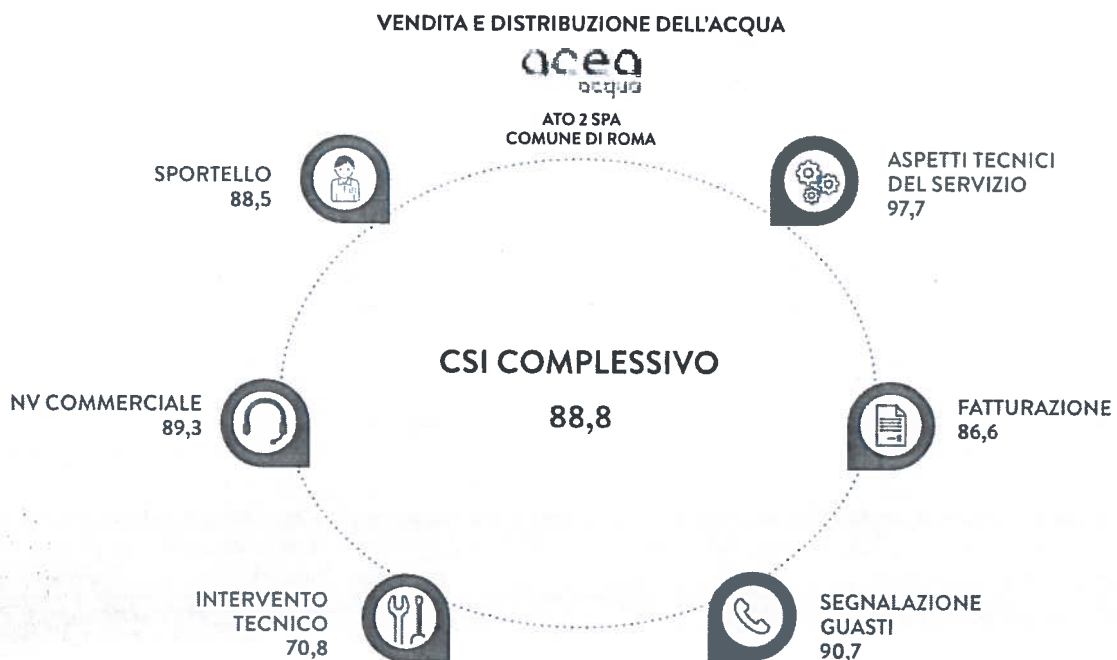 VENDITA E DISTRIBUZIONE DELL'ACQUA
acea
acqua
ATO 2 SPA
COMUNE DI ROMA
SPORTELLO
88,5
ASPETTI TECNICI
DEL SERVIZIO
97,7
CSI COMPLESSIVO
88,8
NV COMMERCIALE
89,3
FATTURAZIONE
86,6
INTERVENTO
TECNICO
70,8
SEGNALAZIONE
GUASTI
90,7